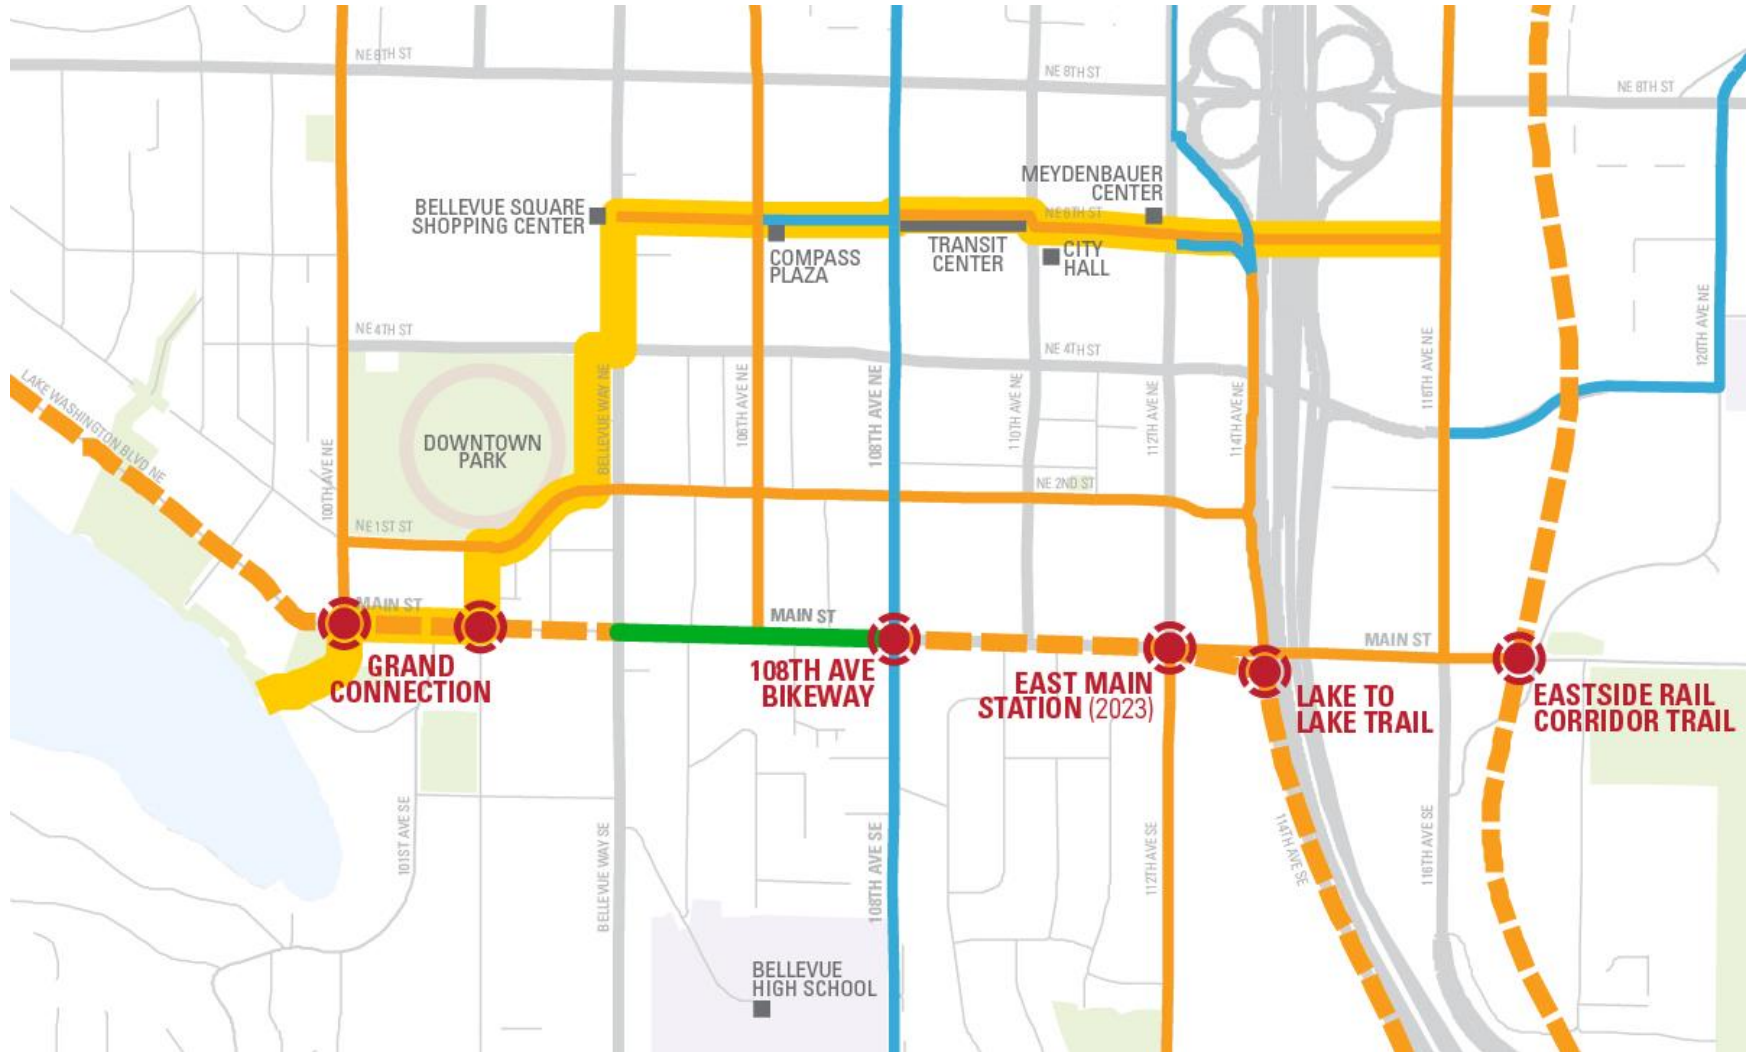 NE 8TH ST
NE 8TH ST
NE 8TH ST
MEYDENBAUER
CENTER
BELLEVUE SQUARE
SHOPPING CENTER
NE 6TH ST
COMPASS
PLAZA
TRANSIT
CENTER
CITY
HALL
NE 4TH ST
NE 4TH ST
120TH AVE NE
LAKE WASHINGTON BLVD NE
100TH AVE NE
DOWNTOWN
PARK
BELLEVUE WAY NE
106TH AVE NE
108TH AVE NE
110TH AVE NE
112TH AVE NE
114TH AVE NE
116TH AVE NE
NE 2ND ST
NE 1ST ST
MAIN ST
MAIN ST
MAIN ST
GRAND
CONNECTION
108TH AVE
BIKEWAY
EAST MAIN
STATION (2023)
LAKE TO
LAKE TRAIL
EASTSIDE RAIL
CORRIDOR TRAIL
101ST AVE SE
BELLEVUE WAY SE
108TH AVE SE
112TH AVE SE
114TH AVE SE
116TH AVE SE
BELLEVUE
HIGH SCHOOL